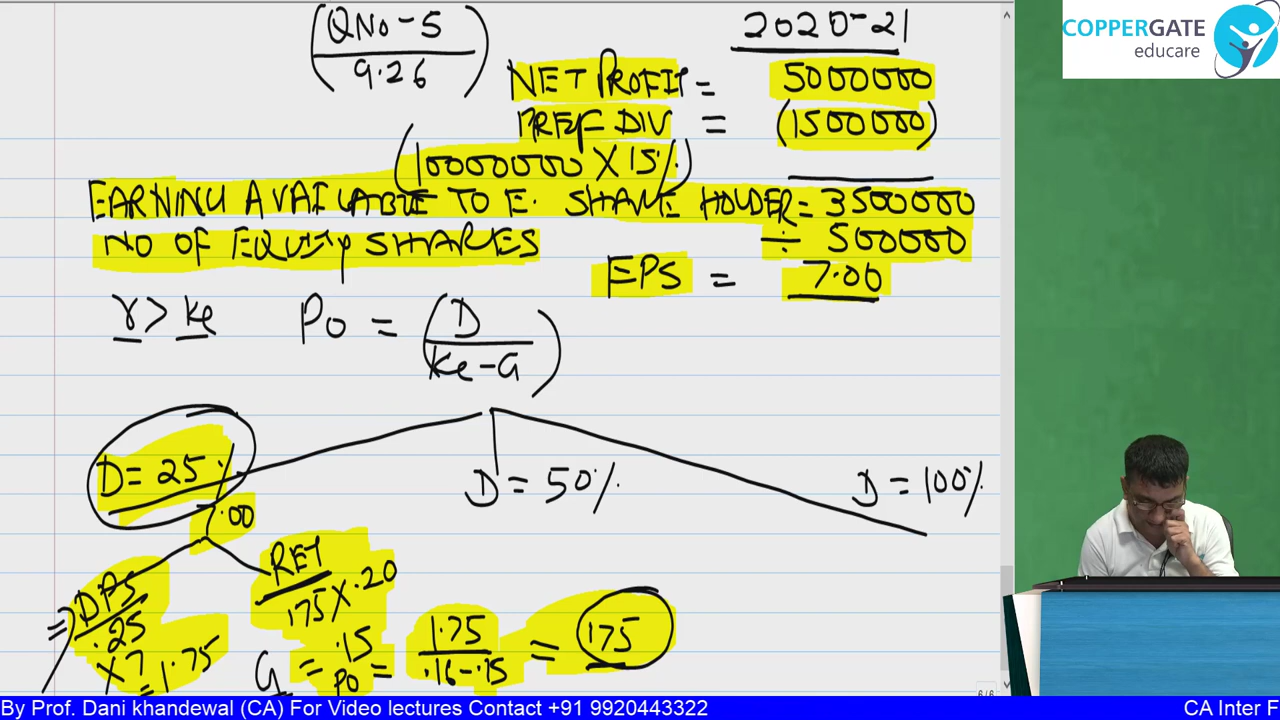 COPPERGATE
educare
(QNo-5
9.26)
2020-21
NET PROFIT = 5000000
PREF DIV = (1500000)
(10000000 X 15%)
EARNING AVAILABLE TO E. SHARE HOLDER = 3500000
NO OF EQUITY SHARES ÷ 500000
EPS = 7.00
r > ke P0 = (D
Ke-G)
D = 25% D = 50% D = 100%
7.00
DPS RET
= .25 .75 X .20
X 7 = 1.75 G = .15
P0 = 1.75
.16-.15 = 175
6/6
By Prof. Dani khandewal (CA) For Video lectures Contact +91 9920443322 CA Inter F